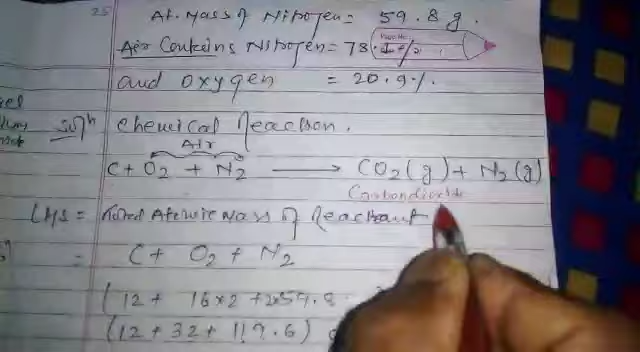 25 At. Mass of Nitrogen = 59.8 g.
Air Contains Nitrogen = 78.
and oxygen = 20.9%.
Soln Chemical Reaction.
Air
C + O2 + N2 → CO2(g) + N2(g)
Carbondioxide
LHS = Total Atomic Mass of Reactant
= C + O2 + N2
(12 + 16×2 + 2×59.8
(12 + 32 + 119.6)